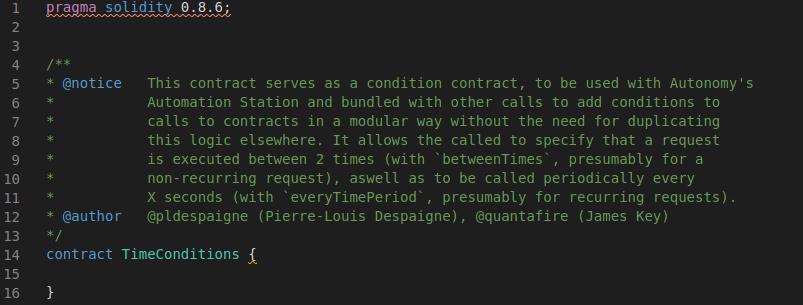 1 pragma solidity 0.8.6;
2
3
4 /**
5 * @notice   This contract serves as a condition contract, to be used with Autonomy's
6 *           Automation Station and bundled with other calls to add conditions to
7 *           calls to contracts in a modular way without the need for duplicating
8 *           this logic elsewhere. It allows the called to specify that a request
9 *           is executed between 2 times (with `betweenTimes`, presumably for a
10 *           non-recurring request), aswell as to be called periodically every
11 *           X seconds (with `everyTimePeriod`, presumably for recurring requests).
12 * @author   @pldespaigne (Pierre-Louis Despaigne), @quantafire (James Key)
13 */
14 contract TimeConditions {
15
16 }